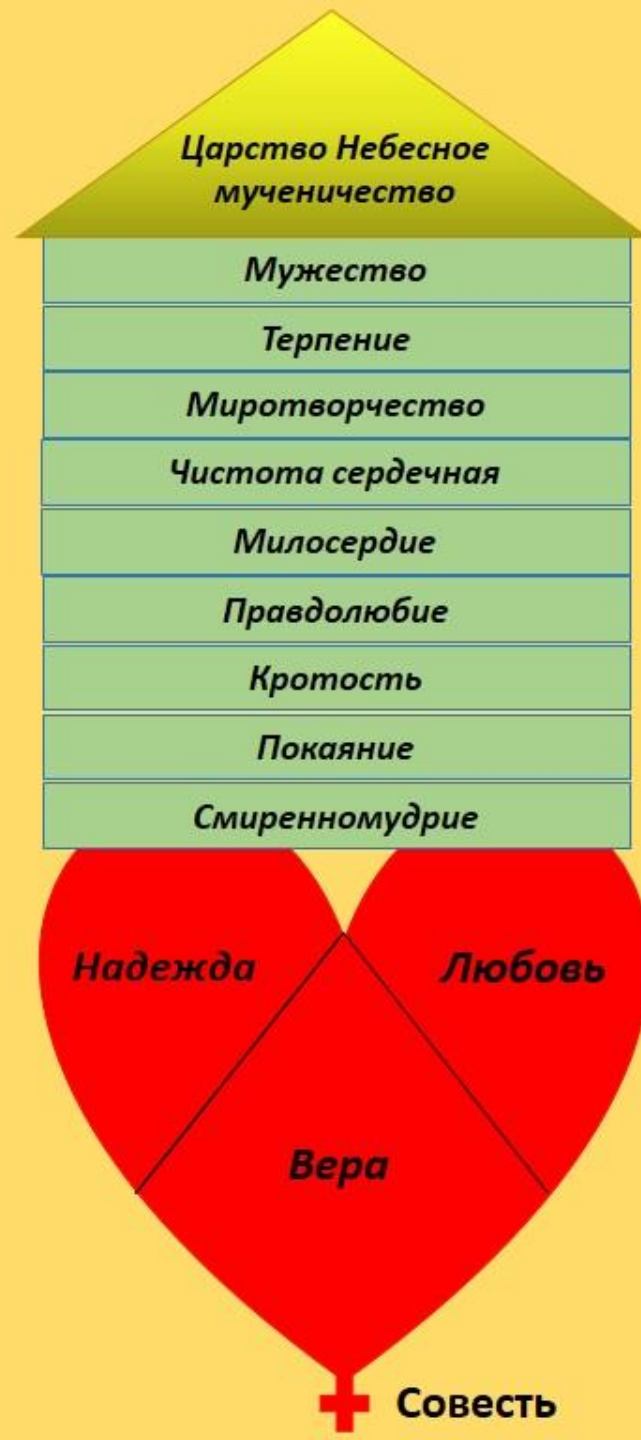 Царство Небесное
мученичество
Мужество
Терпение
Миротворчество
Чистота сердечная
Милосердие
Правдолюбие
Кротость
Покаяние
Смиренномудрие
Надежда
Любовь
Вера
Совесть